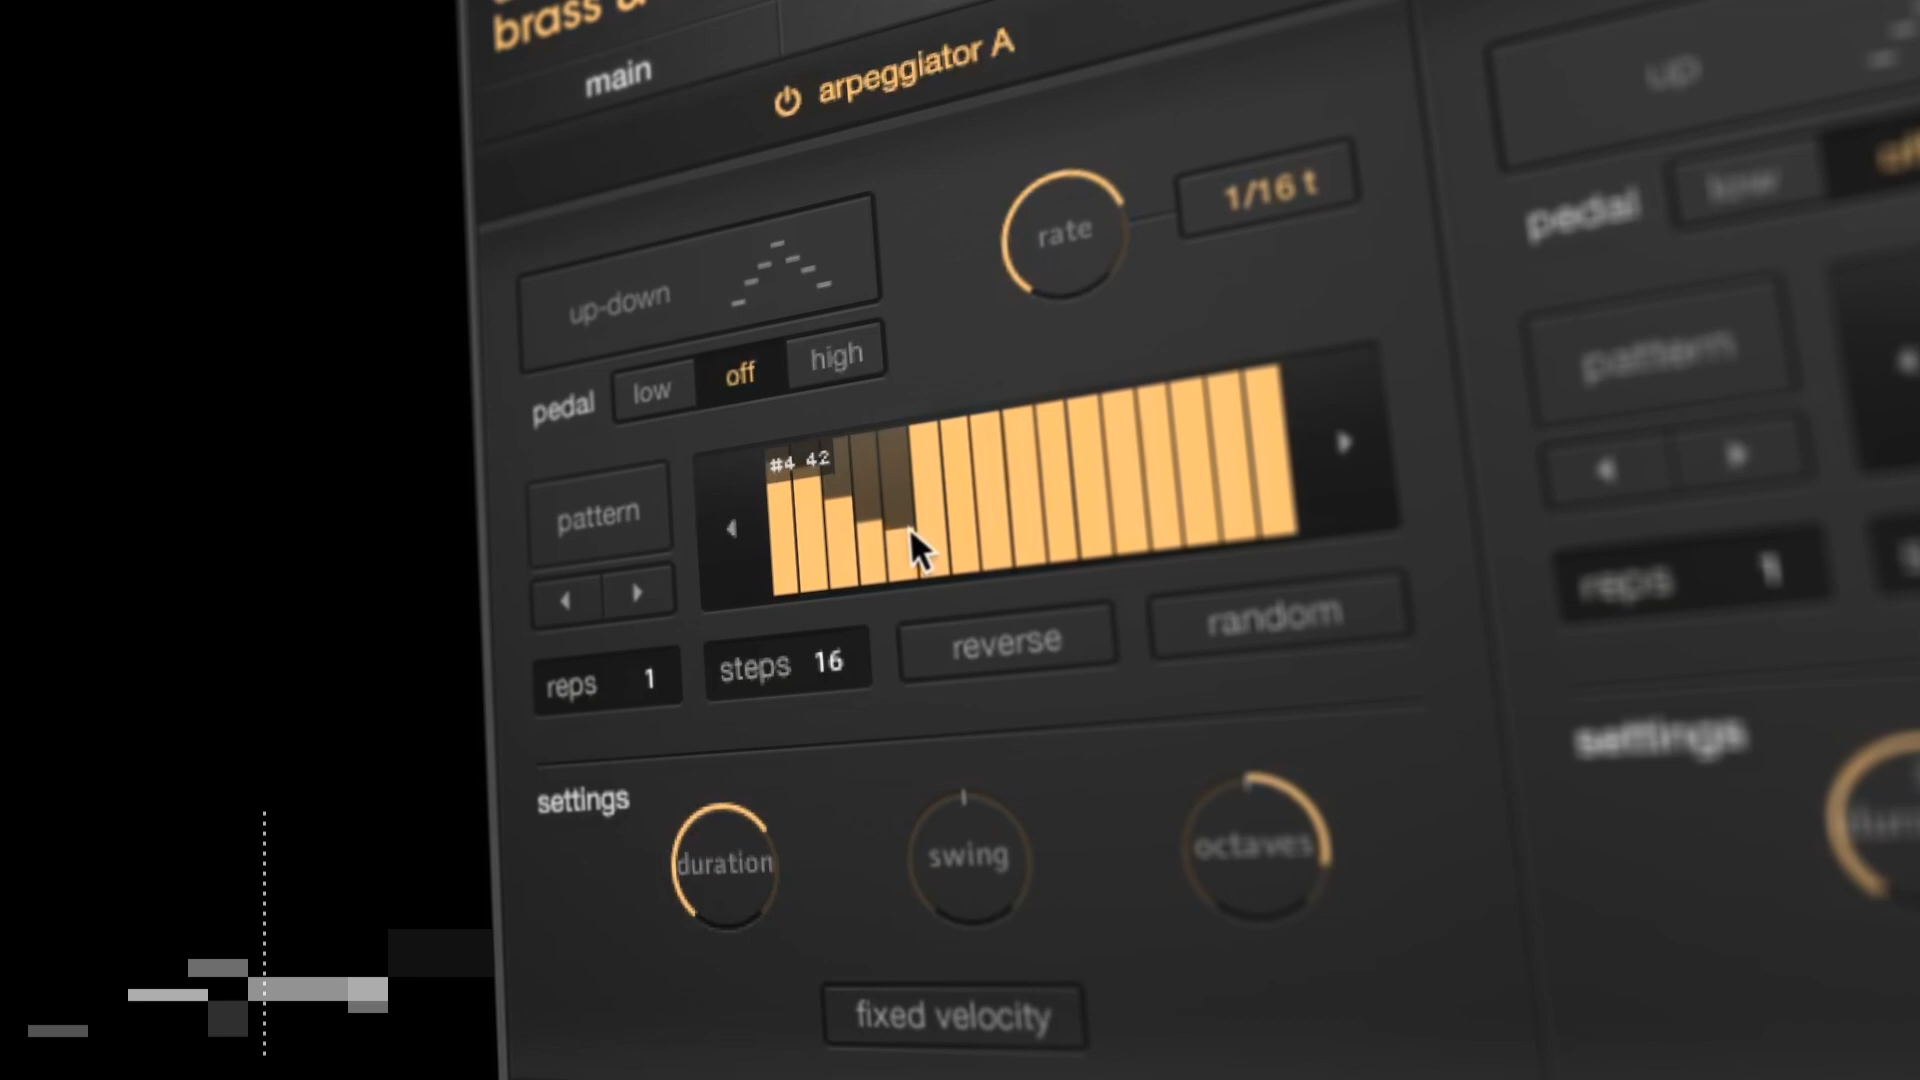 brass &
main
arpeggiator A
up-down
rate
1/16 t
pedal
low
off
high
#4 42
pattern
reps 1
steps 16
reverse
random
settings
duration
swing
octaves
fixed velocity
up
pedal
low
pattern
reps 1
settings